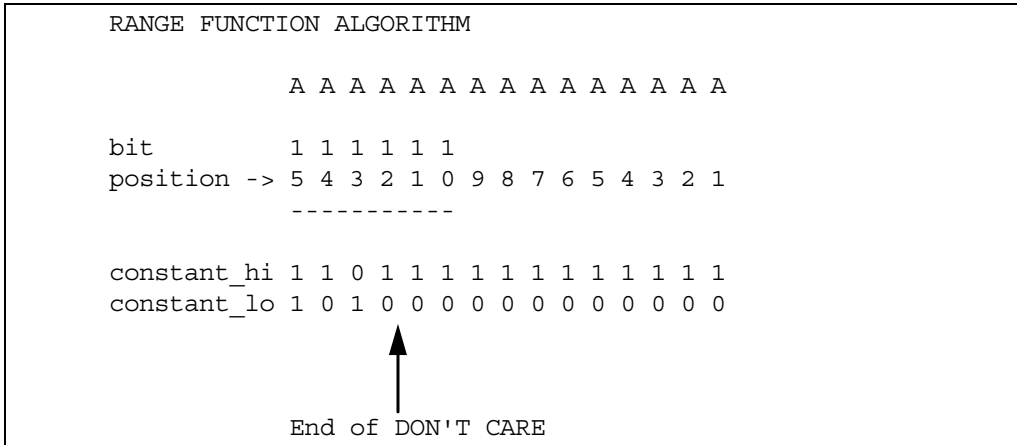 RANGE FUNCTION ALGORITHM
A A A A A A A A A A A A A A A
bit 1 1 1 1 1 1
position -> 5 4 3 2 1 0 9 8 7 6 5 4 3 2 1
-----------
constant_hi 1 1 0 1 1 1 1 1 1 1 1 1 1 1 1
constant_lo 1 0 1 0 0 0 0 0 0 0 0 0 0 0 0
End of DON'T CARE